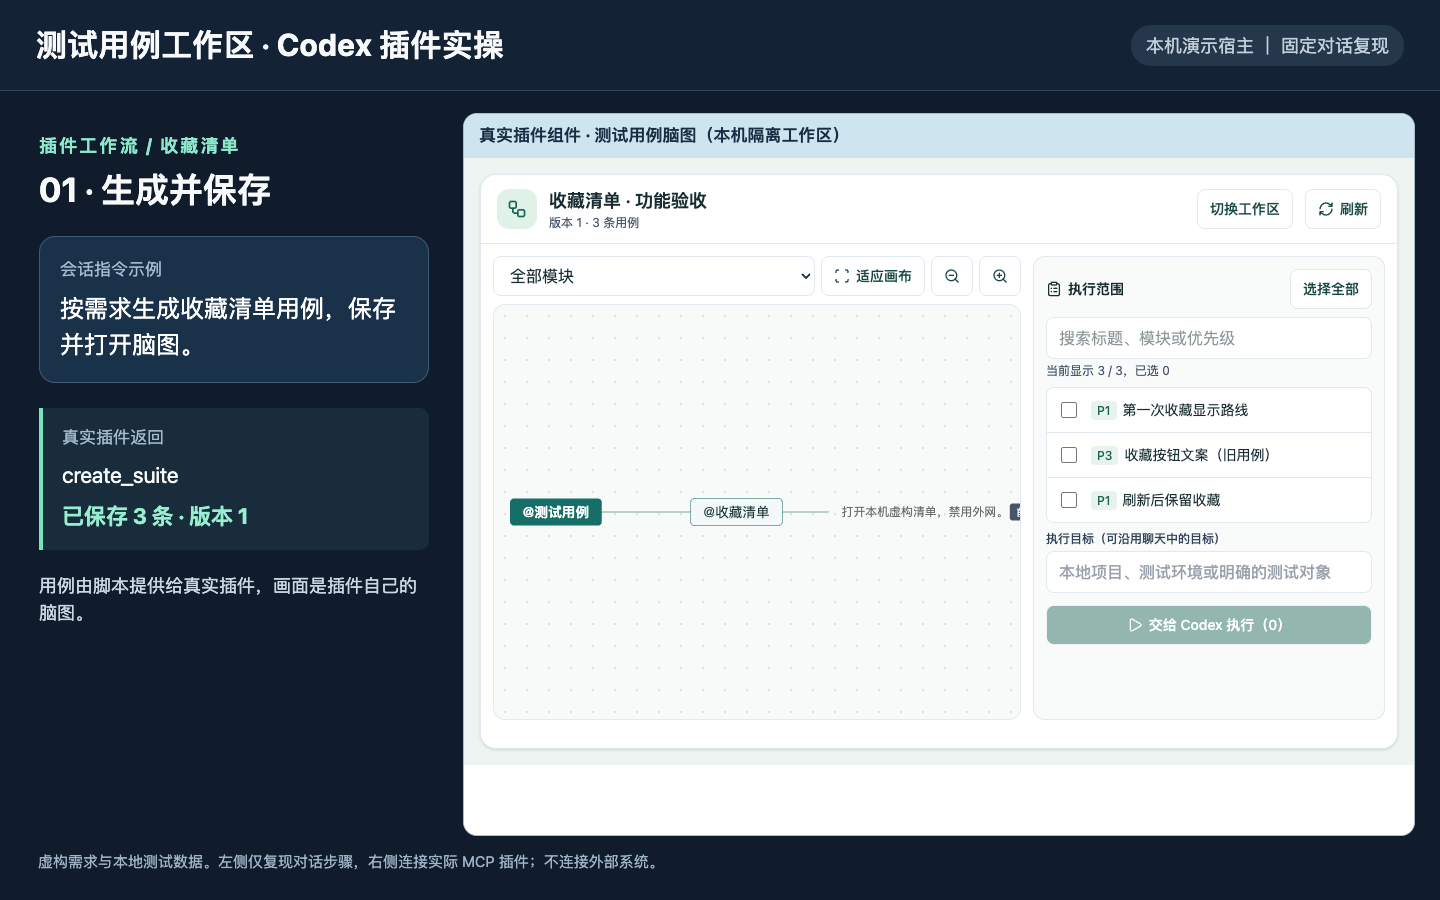 测试用例工作区 · Codex 插件实操
本机演示宿主 | 固定对话复现
插件工作流 / 收藏清单
01 · 生成并保存
会话指令示例
按需求生成收藏清单用例，保存
并打开脑图。
真实插件返回
create_suite
已保存 3 条 · 版本 1
用例由脚本提供给真实插件，画面是插件自己的
脑图。
真实插件组件 · 测试用例脑图（本机隔离工作区）
收藏清单 · 功能验收
版本 1 · 3 条用例
切换工作区
刷新
全部模块
适应画布
@测试用例
@收藏清单
打开本机虚构清单，禁用外网。
执行范围
选择全部
搜索标题、模块或优先级
当前显示 3 / 3，已选 0
P1 第一次收藏显示路线
P3 收藏按钮文案（旧用例）
P1 刷新后保留收藏
执行目标（可沿用聊天中的目标）
本地项目、测试环境或明确的测试对象
交给 Codex 执行（0）
虚构需求与本地测试数据。左侧仅复现对话步骤，右侧连接实际 MCP 插件；不连接外部系统。